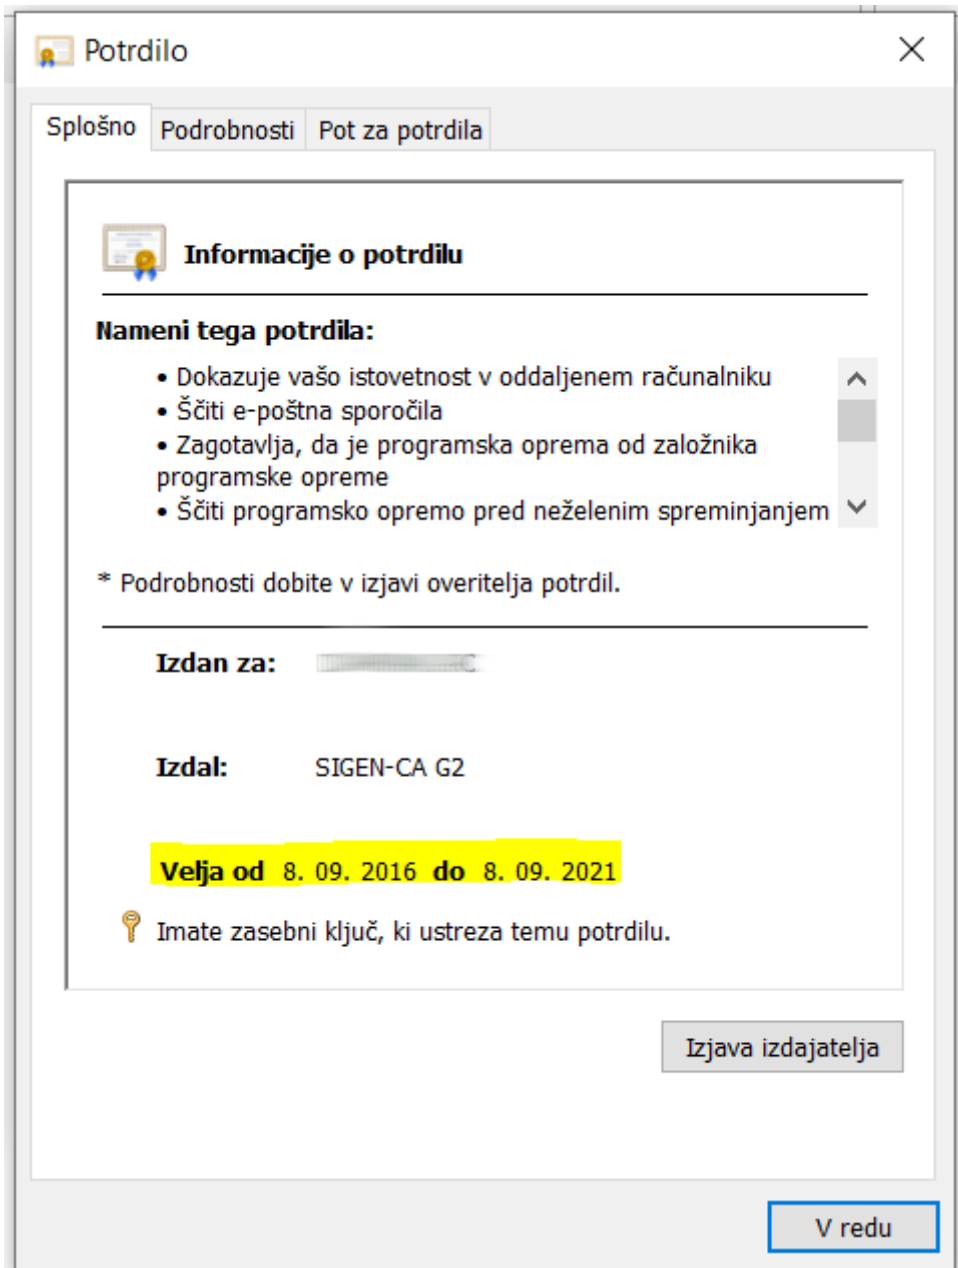 Potrdilo
Splošno Podrobnosti Pot za potrdila
Informacije o potrdilu
Nameni tega potrdila:
• Dokazuje vašo istovetnost v oddaljenem računalniku
• Ščiti e-poštna sporočila
• Zagotavlja, da je programska oprema od založnika
programske opreme
• Ščiti programsko opremo pred neželenim spreminjanjem
* Podrobnosti dobite v izjavi overitelja potrdil.
Izdan za:
Izdal: SIGEN-CA G2
Velja od 8. 09. 2016 do 8. 09. 2021
Imate zasebni ključ, ki ustreza temu potrdilu.
Izjava izdajatelja
V redu